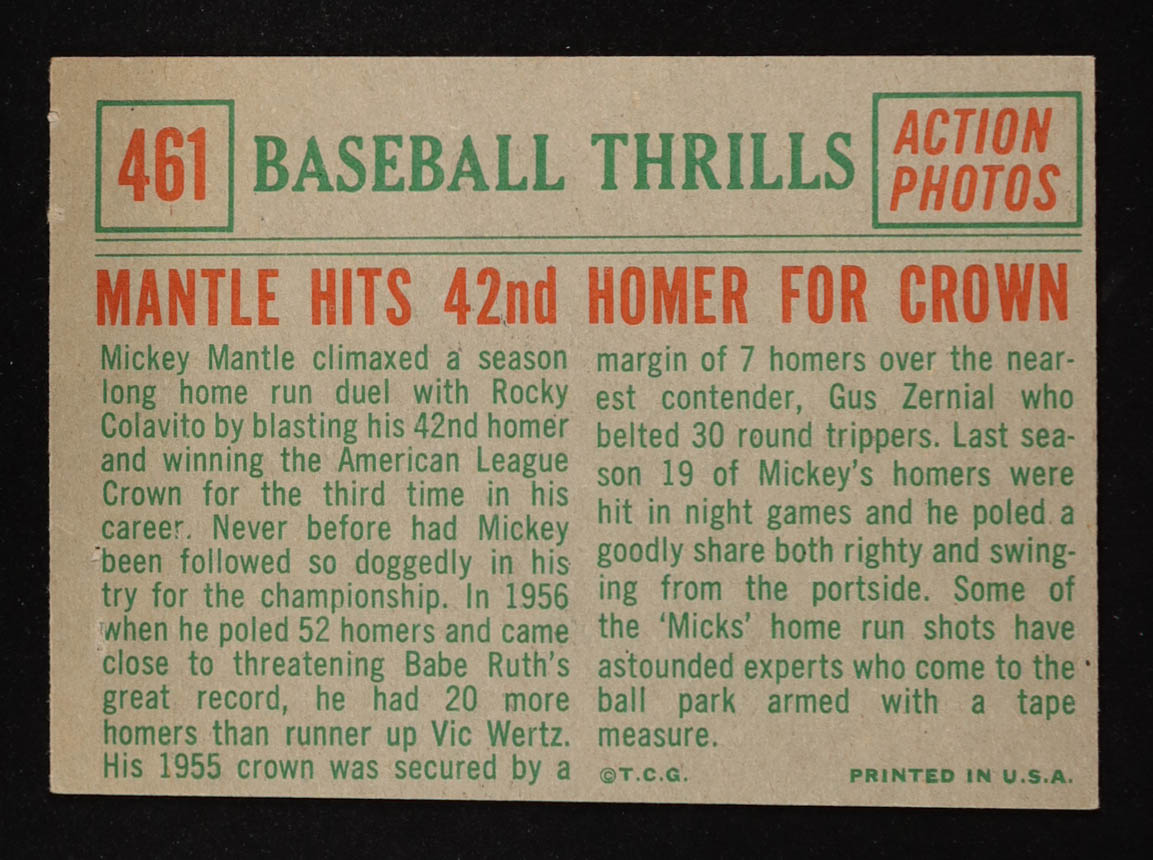 461 BASEBALL THRILLS ACTION PHOTOS
MANTLE HITS 42nd HOMER FOR CROWN
Mickey Mantle climaxed a season
long home run duel with Rocky
Colavito by blasting his 42nd homer
and winning the American League
Crown for the third time in his
career. Never before had Mickey
been followed so doggedly in his
try for the championship. In 1956
when he poled 52 homers and came
close to threatening Babe Ruth's
great record, he had 20 more
homers than runner up Vic Wertz.
His 1955 crown was secured by a
margin of 7 homers over the near-
est contender, Gus Zernial who
belted 30 round trippers. Last sea-
son 19 of Mickey's homers were
hit in night games and he poled a
goodly share both righty and swing-
ing from the portside. Some of
the 'Micks' home run shots have
astounded experts who come to the
ball park armed with a tape
measure.
©T.C.G. PRINTED IN U.S.A.